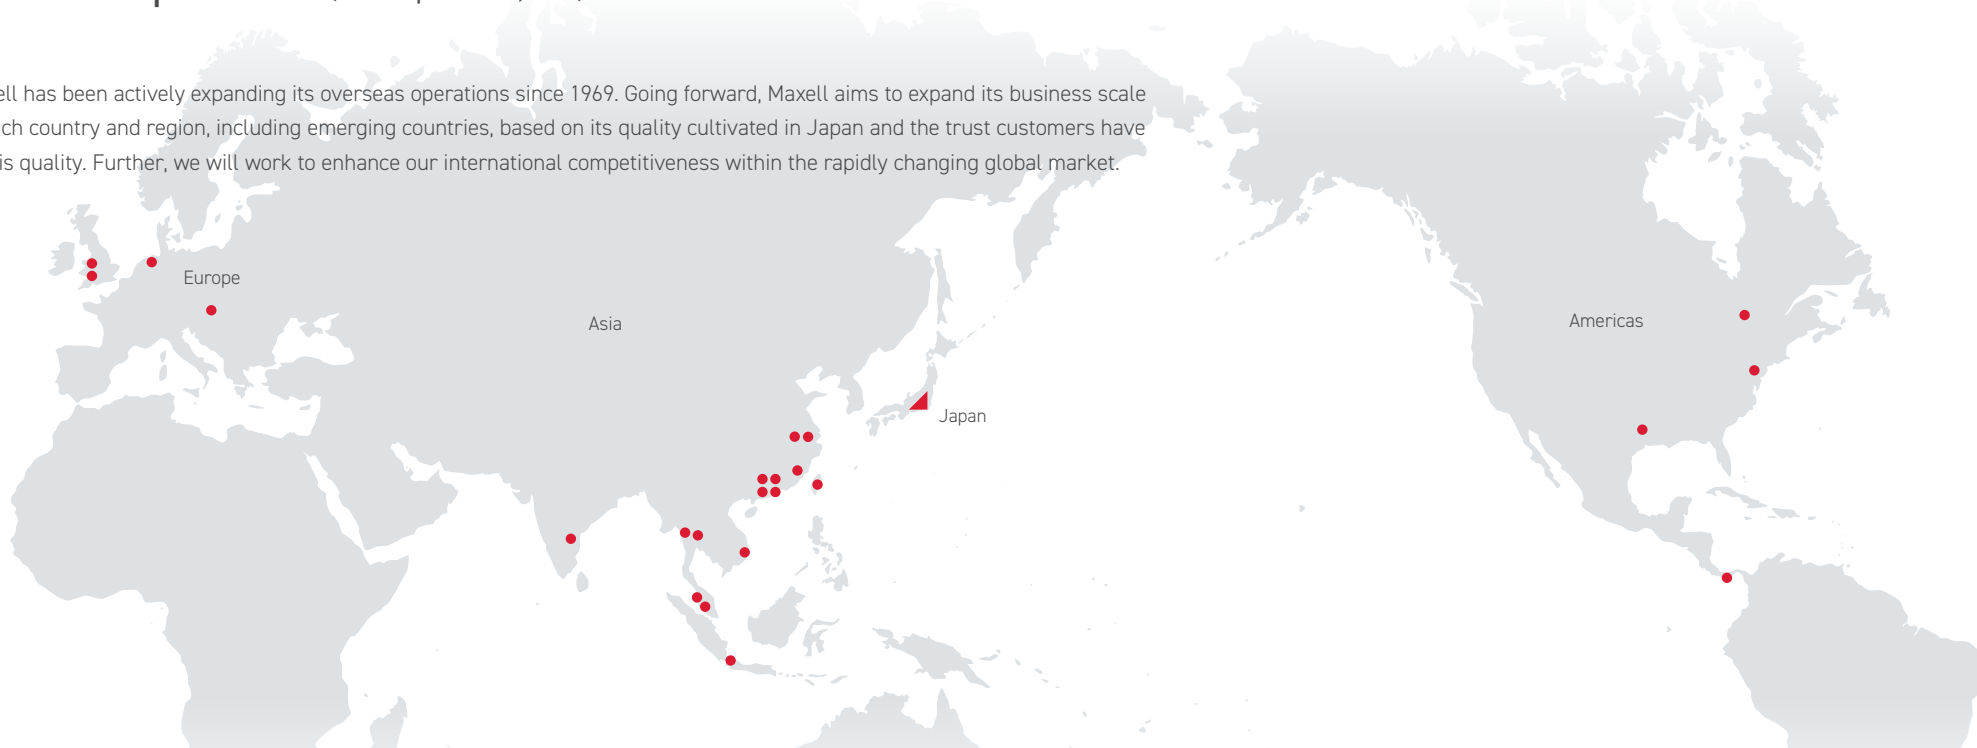 ell has been actively expanding its overseas operations since 1969. Going forward, Maxell aims to expand its business scale
ch country and region, including emerging countries, based on its quality cultivated in Japan and the trust customers have
is quality. Further, we will work to enhance our international competitiveness within the rapidly changing global market.
Europe
Asia
Americas
Japan